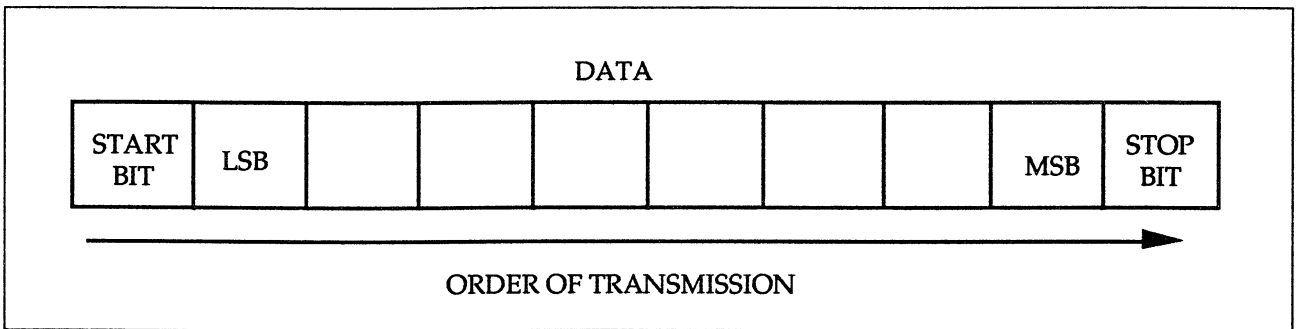 DATA
START
BIT
LSB
MSB
STOP
BIT
ORDER OF TRANSMISSION